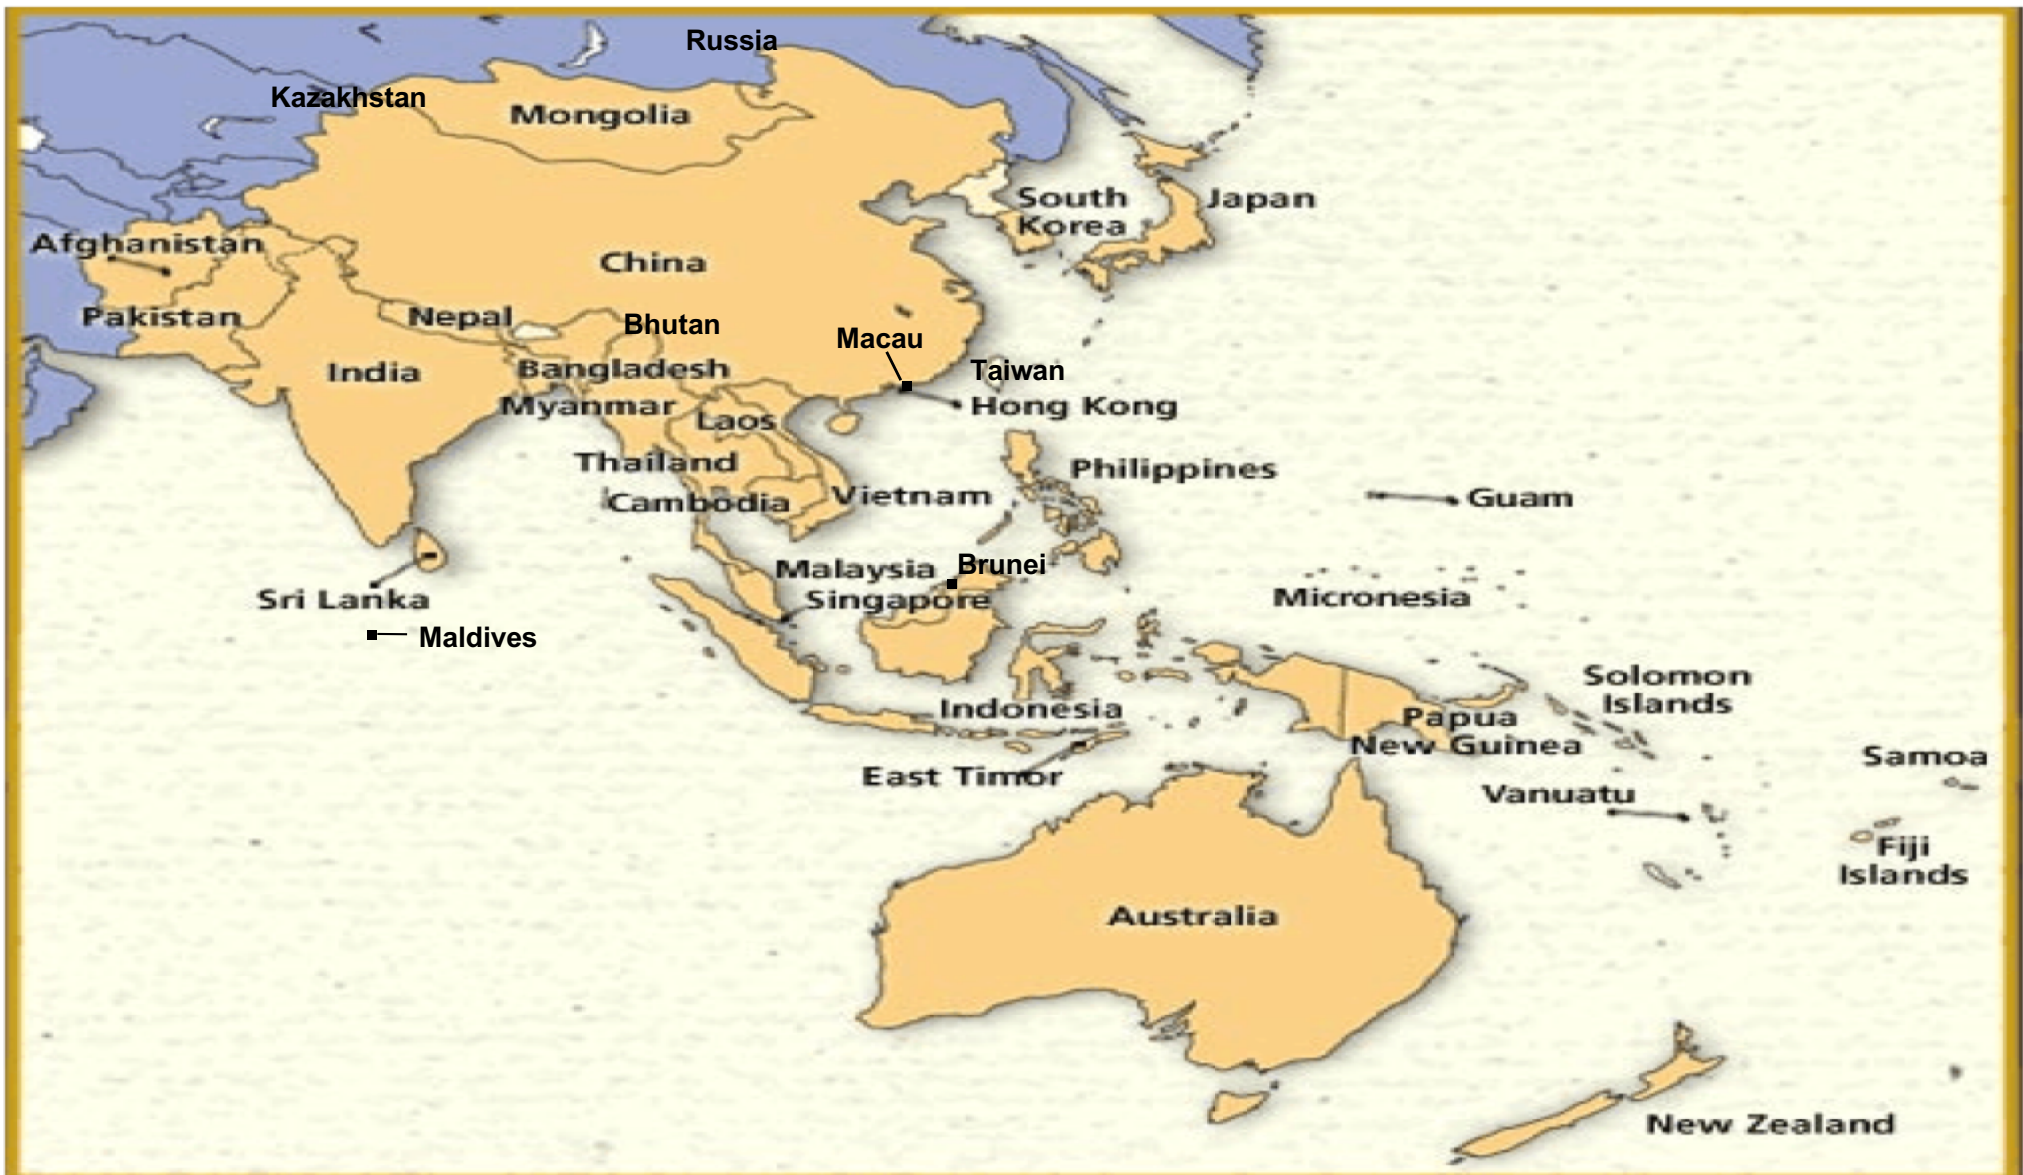 Russia
Kazakhstan
Mongolia
South
Korea
Japan
Afghanistan
China
Pakistan
Nepal
Bhutan
Macau
India
Bangladesh
Taiwan
Myanmar
Hong Kong
Laos
Thailand
Philippines
Cambodia
Vietnam
Guam
Malaysia
Brunei
Sri Lanka
Singapore
Micronesia
Maldives
Solomon
Islands
Indonesia
Papua
New Guinea
East Timor
Samoa
Vanuatu
Fiji
Islands
Australia
New Zealand